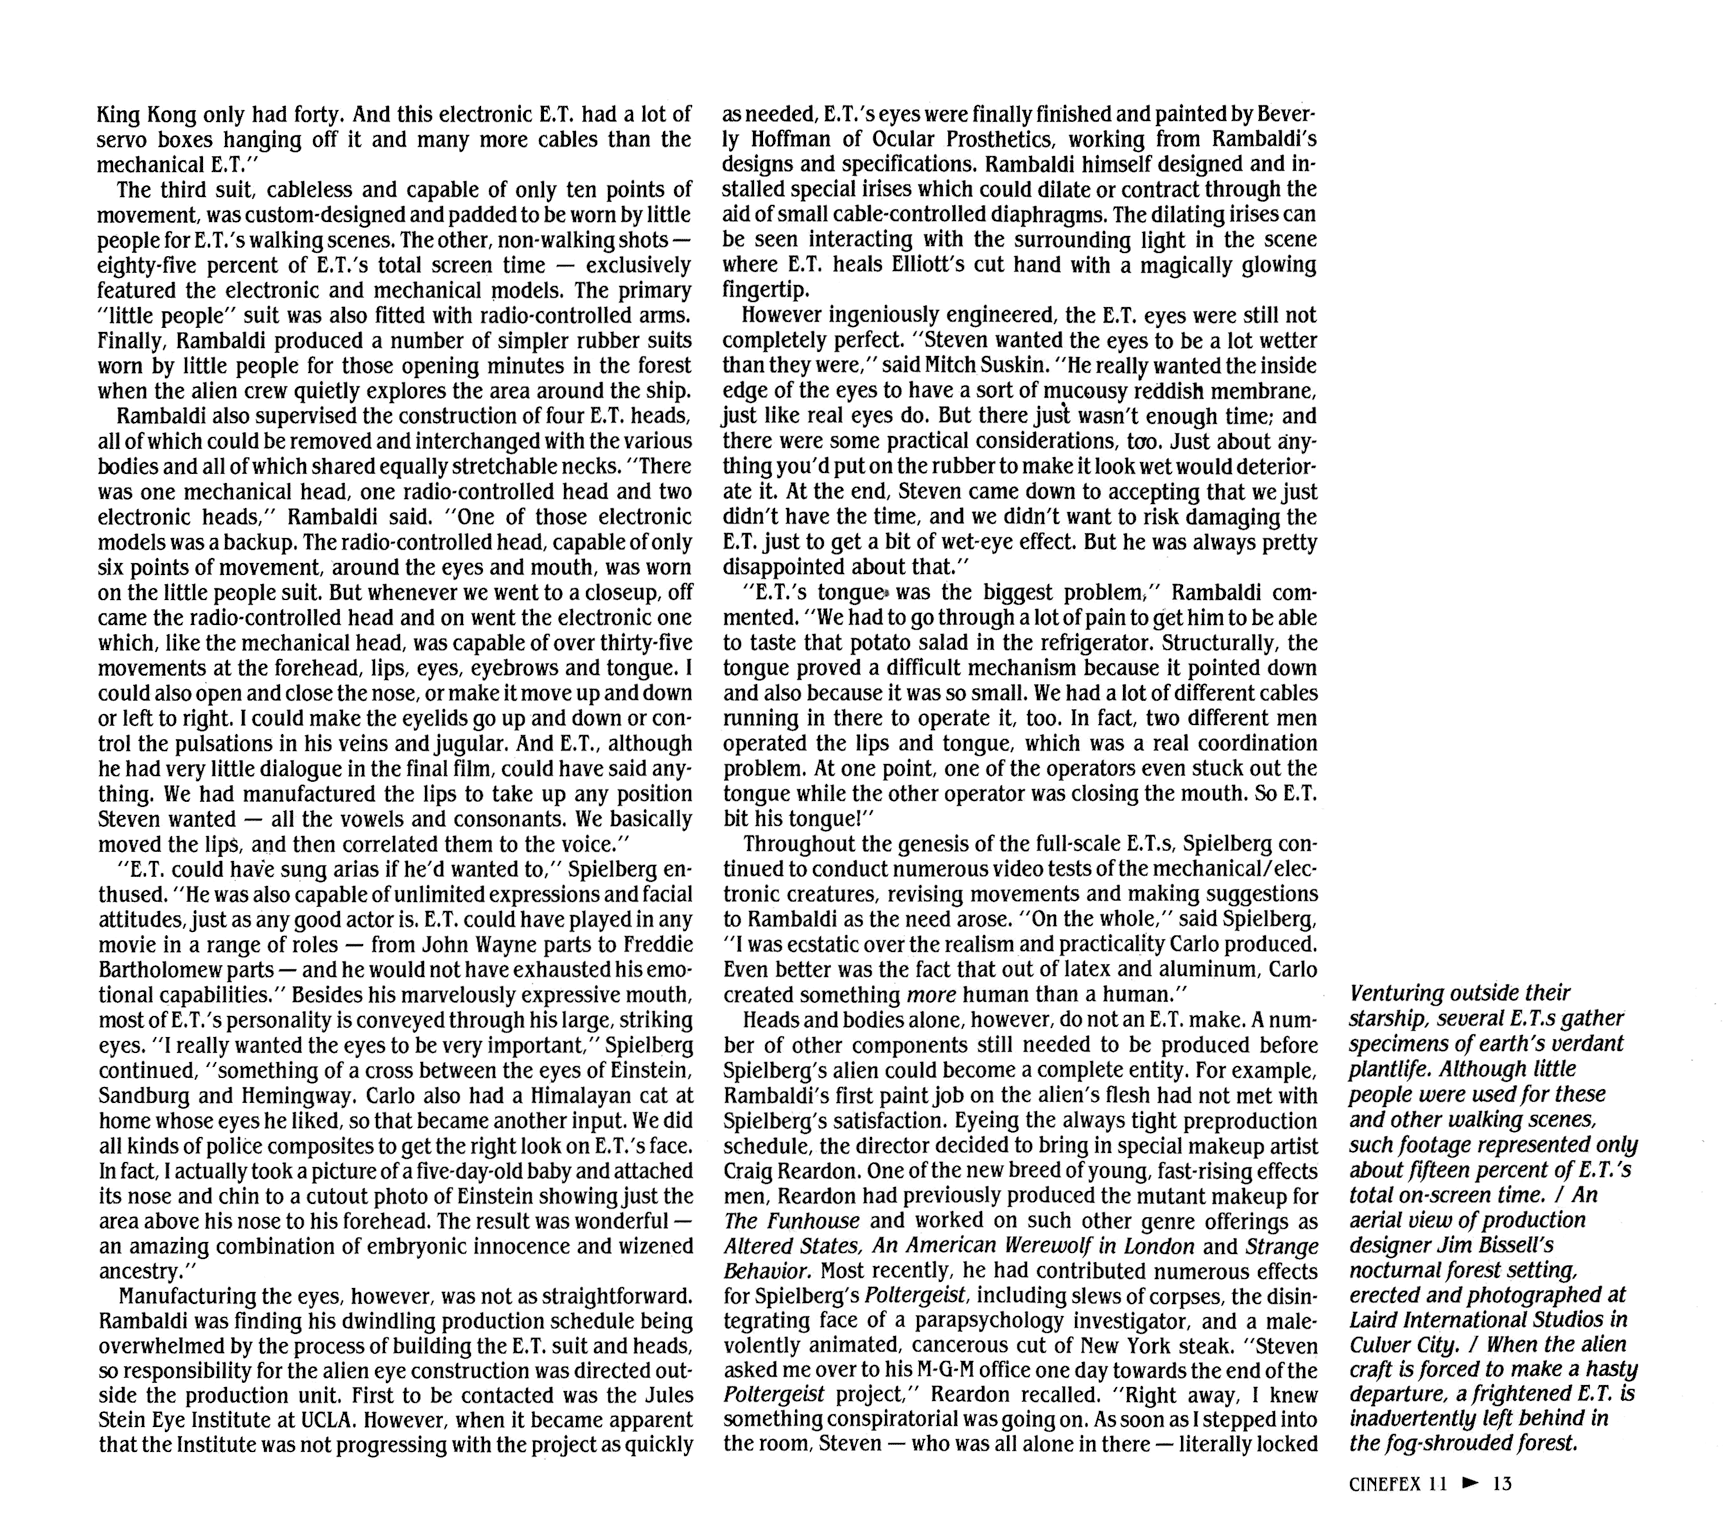 King Kong only had forty. And this electronic E.T. had a lot of
servo boxes hanging off it and many more cables than the
mechanical E.T.”
The third suit, cableless and capable of only ten points of
movement, was custom-designed and padded to be worn by little
people for E.T.'s walking scenes. The other, non-walking shots —
eighty-five percent of E.T.'s total screen time — exclusively
featured the electronic and mechanical models. The primary
“little people” suit was also fitted with radio-controlled arms.
Finally, Rambaldi produced a number of simpler rubber suits
worn by little people for those opening minutes in the forest
when the alien crew quietly explores the area around the ship.
Rambaldi also supervised the construction of four E.T. heads,
all of which could be removed and interchanged with the various
bodies and all of which shared equally stretchable necks. “There
was one mechanical head, one radio-controlled head and two
electronic heads,” Rambaldi said. “One of those electronic
models was a backup. The radio-controlled head, capable of only
six points of movement, around the eyes and mouth, was worn
on the little people suit. But whenever we went to a closeup, off
came the radio-controlled head and on went the electronic one
which, like the mechanical head, was capable of over thirty-five
movements at the forehead, lips, eyes, eyebrows and tongue. I
could also open and close the nose, or make it move up and down
or left to right. I could make the eyelids go up and down or con-
trol the pulsations in his veins and jugular. And E.T., although
he had very little dialogue in the final film, could have said any-
thing. We had manufactured the lips to take up any position
Steven wanted — all the vowels and consonants. We basically
moved the lips, and then correlated them to the voice.”
“E.T. could have sung arias if he'd wanted to,” Spielberg en-
thused. “He was also capable of unlimited expressions and facial
attitudes, just as any good actor is. E.T. could have played in any
movie in a range of roles — from John Wayne parts to Freddie
Bartholomew parts — and he would not have exhausted his emo-
tional capabilities.” Besides his marvelously expressive mouth,
most of E.T.'s personality is conveyed through his large, striking
eyes. “I really wanted the eyes to be very important,” Spielberg
continued, “something of a cross between the eyes of Einstein,
Sandburg and Hemingway. Carlo also had a Himalayan cat at
home whose eyes he liked, so that became another input. We did
all kinds of police composites to get the right look on E.T.'s face.
In fact, I actually took a picture of a five-day-old baby and attached
its nose and chin to a cutout photo of Einstein showing just the
area above his nose to his forehead. The result was wonderful —
an amazing combination of embryonic innocence and wizened
ancestry.”
Manufacturing the eyes, however, was not as straightforward.
Rambaldi was finding his dwindling production schedule being
overwhelmed by the process of building the E.T. suit and heads,
so responsibility for the alien eye construction was directed out-
side the production unit. First to be contacted was the Jules
Stein Eye Institute at UCLA. However, when it became apparent
that the Institute was not progressing with the project as quickly
as needed, E.T.'s eyes were finally finished and painted by Bever-
ly Hoffman of Ocular Prosthetics, working from Rambaldi's
designs and specifications. Rambaldi himself designed and in-
stalled special irises which could dilate or contract through the
aid of small cable-controlled diaphragms. The dilating irises can
be seen interacting with the surrounding light in the scene
where E.T. heals Elliott's cut hand with a magically glowing
fingertip.
However ingeniously engineered, the E.T. eyes were still not
completely perfect. “Steven wanted the eyes to be a lot wetter
than they were,” said Mitch Suskin. “He really wanted the inside
edge of the eyes to have a sort of mucousy reddish membrane,
just like real eyes do. But there just wasn't enough time; and
there were some practical considerations, too. Just about any-
thing you'd put on the rubber to make it look wet would deterior-
ate it. At the end, Steven came down to accepting that we just
didn't have the time, and we didn't want to risk damaging the
E.T. just to get a bit of wet-eye effect. But he was always pretty
disappointed about that.”
“E.T.'s tongue was the biggest problem,” Rambaldi com-
mented. “We had to go through a lot of pain to get him to be able
to taste that potato salad in the refrigerator. Structurally, the
tongue proved a difficult mechanism because it pointed down
and also because it was so small. We had a lot of different cables
running in there to operate it, too. In fact, two different men
operated the lips and tongue, which was a real coordination
problem. At one point, one of the operators even stuck out the
tongue while the other operator was closing the mouth. So E.T.
bit his tongue!”
Throughout the genesis of the full-scale E.T.s, Spielberg con-
tinued to conduct numerous video tests of the mechanical/elec-
tronic creatures, revising movements and making suggestions
to Rambaldi as the need arose. “On the whole,” said Spielberg,
“I was ecstatic over the realism and practicality Carlo produced.
Even better was the fact that out of latex and aluminum, Carlo
created something more human than a human.”
Heads and bodies alone, however, do not an E.T. make. A num-
ber of other components still needed to be produced before
Spielberg's alien could become a complete entity. For example,
Rambaldi's first paint job on the alien's flesh had not met with
Spielberg's satisfaction. Eyeing the always tight preproduction
schedule, the director decided to bring in special makeup artist
Craig Reardon. One of the new breed of young, fast-rising effects
men, Reardon had previously produced the mutant makeup for
The Funhouse and worked on such other genre offerings as
Altered States, An American Werewolf in London and Strange
Behavior. Most recently, he had contributed numerous effects
for Spielberg's Poltergeist, including slews of corpses, the disin-
tegrating face of a parapsychology investigator, and a male-
volently animated, cancerous cut of New York steak. “Steven
asked me over to his M-G-M office one day towards the end of the
Poltergeist project,” Reardon recalled. “Right away, I knew
something conspiratorial was going on. As soon as I stepped into
the room, Steven — who was all alone in there — literally locked
Venturing outside their
starship, several E.T.s gather
specimens of earth's verdant
plantlife. Although little
people were used for these
and other walking scenes,
such footage represented only
about fifteen percent of E.T.'s
total on-screen time. / An
aerial view of production
designer Jim Bissell's
nocturnal forest setting,
erected and photographed at
Laird International Studios in
Culver City. / When the alien
craft is forced to make a hasty
departure, a frightened E.T. is
inadvertently left behind in
the fog-shrouded forest.
CINEFEX 11 ► 13